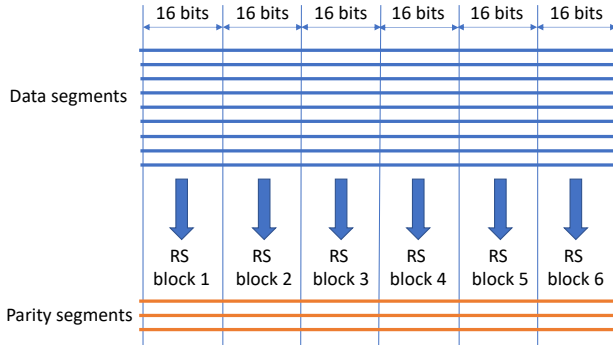 16 bits 16 bits 16 bits 16 bits 16 bits 16 bits
Data segments
RS RS RS RS RS RS
block 1 block 2 block 3 block 4 block 5 block 6
Parity segments